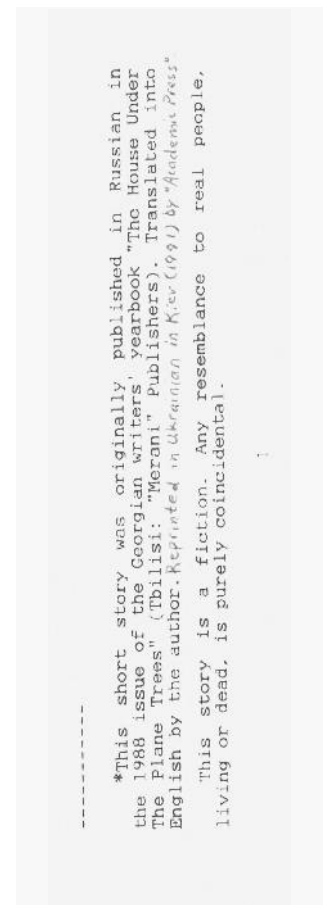 -----------
*This short story was originally published in Russian in
the 1988 issue of the Georgian writers' yearbook "The House Under
The Plane Trees" (Tbilisi: "Merani" Publishers). Translated into
English by the author. Reprinted in Ukrainian in Kiev (1991) by "Academic Press"
This story is a fiction. Any resemblance to real people,
living or dead, is purely coincidental.